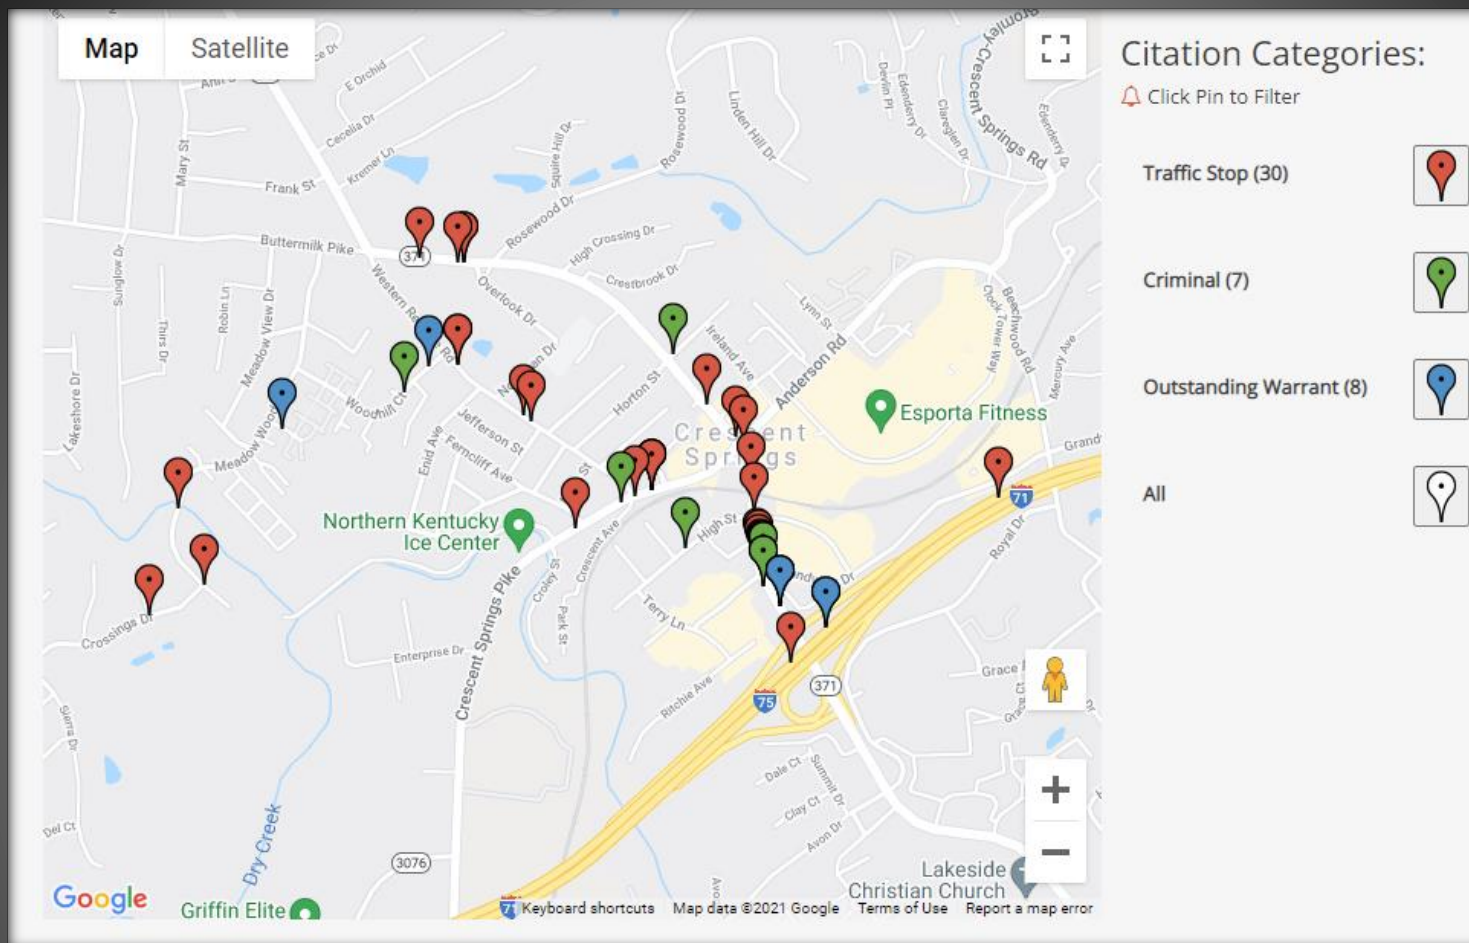 Map
Satellite
E Orchid
Cecelia Dr
Kremer Ln
Mary St
Frank St
Squire Hill Dr
Rosewood Dr
Linden Hill Dr
Devlin Pl
Edenderry Dr
Clareglen Dr
Bromley-Crescent Springs Rd
Edenderry Dr
Buttermilk Pike
371
Rosewood Dr
High Crossing Dr
Crestbrook Dr
Overlook Dr
Sunglow Dr
Robin Ln
Meadow View Dr
Thirs Dr
Lynn St
Ireland Ave
Anderson Rd
Clock Tower Way
Beechwood Rd
Mercury Ave
Lakeshore Dr
Woodhill Ct
Horton St
Jefferson St
Ferncliff Ave
Enid Ave
Crescent
Springs
Esporta Fitness
Grand
71
Royal Dr
Northern Kentucky
Ice Center
High St
Crescent Ave
Croley St
Park St
Terry Ln
Crossings Dr
Enterprise Dr
Crescent Springs Pike
Ritchie Ave
75
371
Grace
Sierra Dr
Dale Ct
Summit Dr
Clay Ct
Avon Dr
Del Ct
Dry Creek
3076
Lakeside
Christian Church
Google
Griffin Elite
71
Keyboard shortcuts
Map data ©2021 Google
Terms of Use
Report a map error
Citation Categories:
Click Pin to Filter
Traffic Stop (30)
Criminal (7)
Outstanding Warrant (8)
All